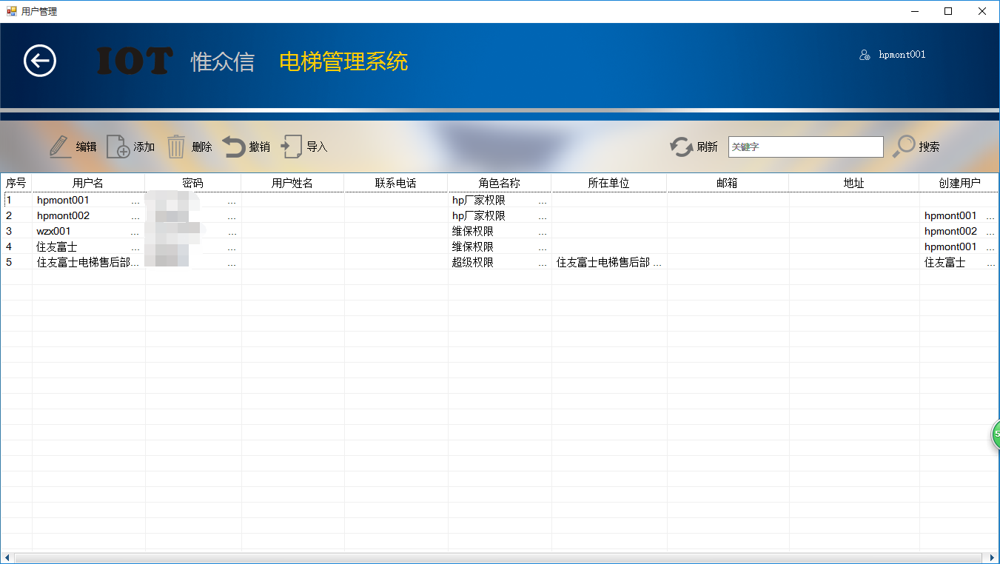 用户管理
IOT 惟众信 电梯管理系统 hpmont001
编辑 添加 删除 撤销 导入 刷新 关键字 搜索
序号 用户名 密码 用户姓名 联系电话 角色名称 所在单位 邮箱 地址 创建用户
1 hpmont001 ... ... hp厂家权限 ...
2 hpmont002 ... ... hp厂家权限 ... hpmont001 ...
3 wzx001 ... ... 维保权限 ... hpmont002 ...
4 住友富士 ... ... 维保权限 ... hpmont001 ...
5 住友富士电梯售后部... ... 超级权限 ... 住友富士电梯售后部 ... 住友富士 ...
5